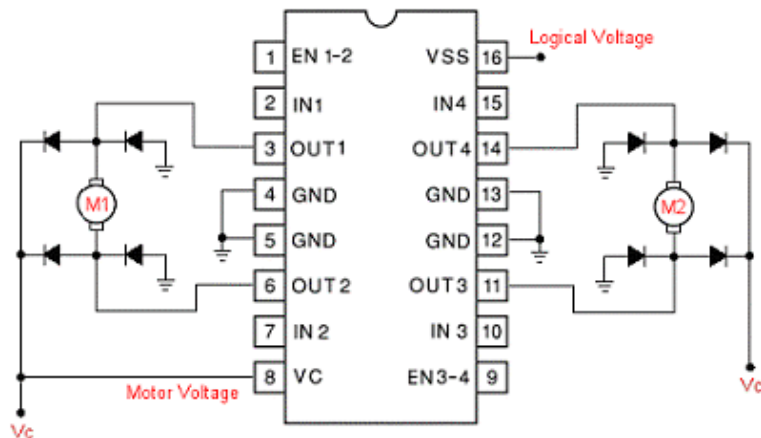 Logical Voltage
1 EN 1-2 VSS 16
2 IN1 IN4 15
3 OUT1 OUT4 14
M1 4 GND GND 13 M2
5 GND GND 12
6 OUT2 OUT3 11
7 IN 2 IN 3 10
Motor Voltage 8 VC EN3-4 9
Vc
Vc